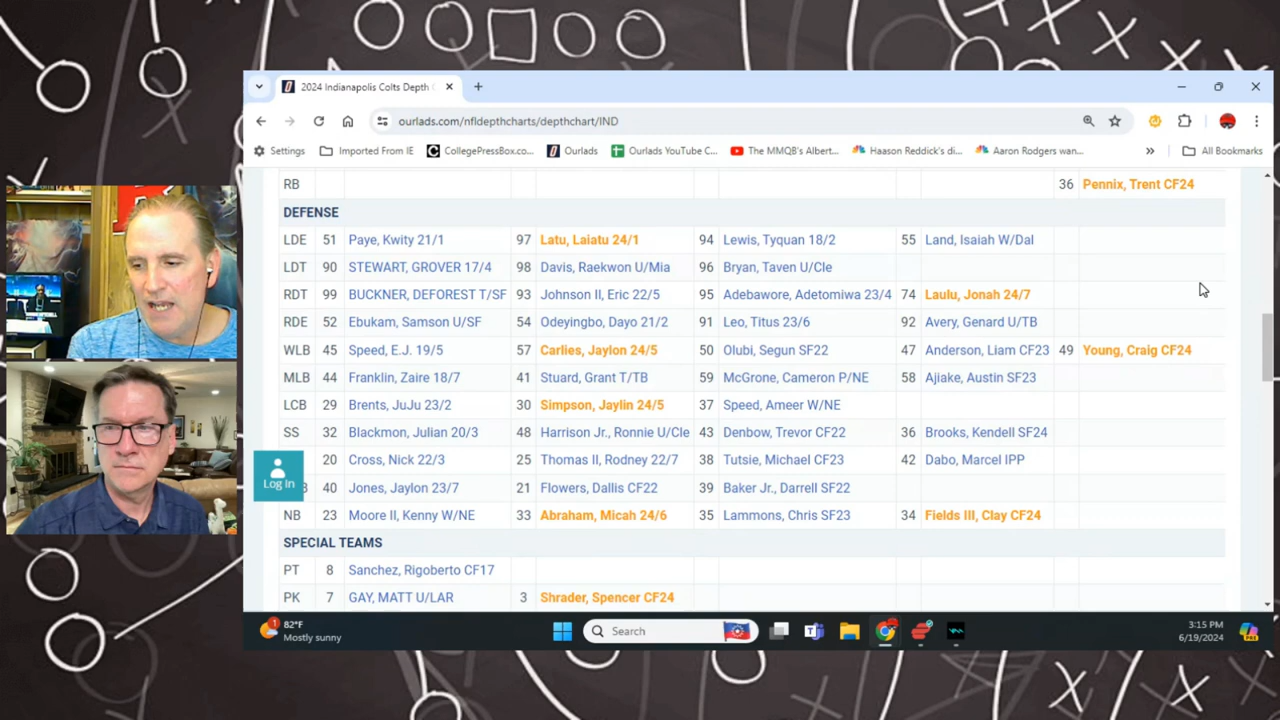 2024 Indianapolis Colts Depth
ourlads.com/nfldepthcharts/depthchart/IND
Settings Imported From IE CollegePressBox.co... Ourlads Ourlads YouTube C... The MMQB's Albert... Haason Reddick's di... Aaron Rodgers wan... » All Bookmarks
RB 36 Pennix, Trent CF24
DEFENSE
LDE 51 Paye, Kwity 21/1 97 Latu, Laiatu 24/1 94 Lewis, Tyquan 18/2 55 Land, Isaiah W/Dal
LDT 90 STEWART, GROVER 17/4 98 Davis, Raekwon U/Mia 96 Bryan, Taven U/Cle
RDT 99 BUCKNER, DEFOREST T/SF 93 Johnson II, Eric 22/5 95 Adebawore, Adetomiwa 23/4 74 Laulu, Jonah 24/7
RDE 52 Ebukam, Samson U/SF 54 Odeyingbo, Dayo 21/2 91 Leo, Titus 23/6 92 Avery, Genard U/TB
WLB 45 Speed, E.J. 19/5 57 Carlies, Jaylon 24/5 50 Olubi, Segun SF22 47 Anderson, Liam CF23 49 Young, Craig CF24
MLB 44 Franklin, Zaire 18/7 41 Stuard, Grant T/TB 59 McGrone, Cameron P/NE 58 Ajiake, Austin SF23
LCB 29 Brents, JuJu 23/2 30 Simpson, Jaylin 24/5 37 Speed, Ameer W/NE
SS 32 Blackmon, Julian 20/3 48 Harrison Jr., Ronnie U/Cle 43 Denbow, Trevor CF22 36 Brooks, Kendell SF24
20 Cross, Nick 22/3 25 Thomas II, Rodney 22/7 38 Tutsie, Michael CF23 42 Dabo, Marcel IPP
Log In
40 Jones, Jaylon 23/7 21 Flowers, Dallis CF22 39 Baker Jr., Darrell SF22
NB 23 Moore II, Kenny W/NE 33 Abraham, Micah 24/6 35 Lammons, Chris SF23 34 Fields III, Clay CF24
SPECIAL TEAMS
PT 8 Sanchez, Rigoberto CF17
PK 7 GAY, MATT U/LAR 3 Shrader, Spencer CF24
1 82°F
Mostly sunny
Search
3:15 PM
6/19/2024